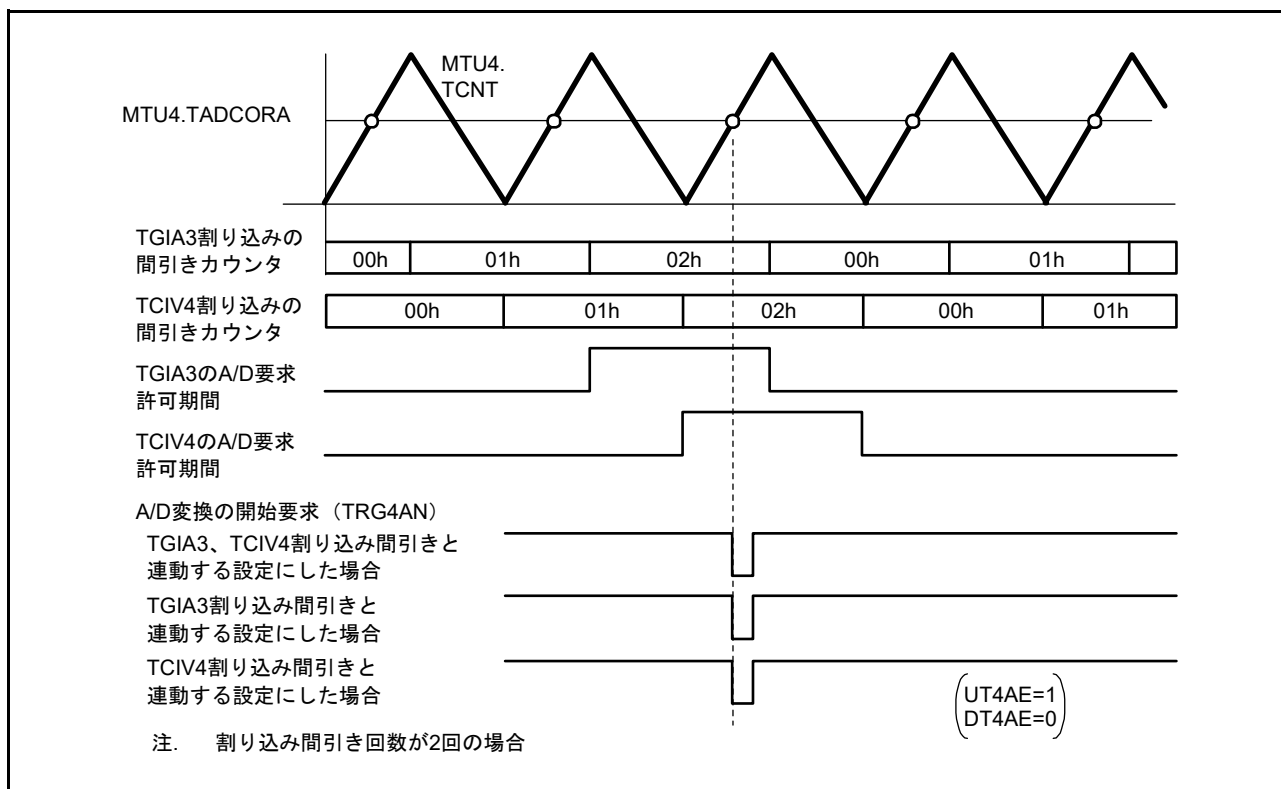 MTU4.
TCNT
MTU4.TADCORA
TGIA3割り込みの
間引きカウンタ
00h 01h 02h 00h 01h
TCIV4割り込みの
間引きカウンタ
00h 01h 02h 00h 01h
TGIA3のA/D要求
許可期間
TCIV4のA/D要求
許可期間
A/D変換の開始要求（TRG4AN）
TGIA3、TCIV4割り込み間引きと
連動する設定にした場合
TGIA3割り込み間引きと
連動する設定にした場合
TCIV4割り込み間引きと
連動する設定にした場合
UT4AE=1
DT4AE=0
注. 割り込み間引き回数が2回の場合